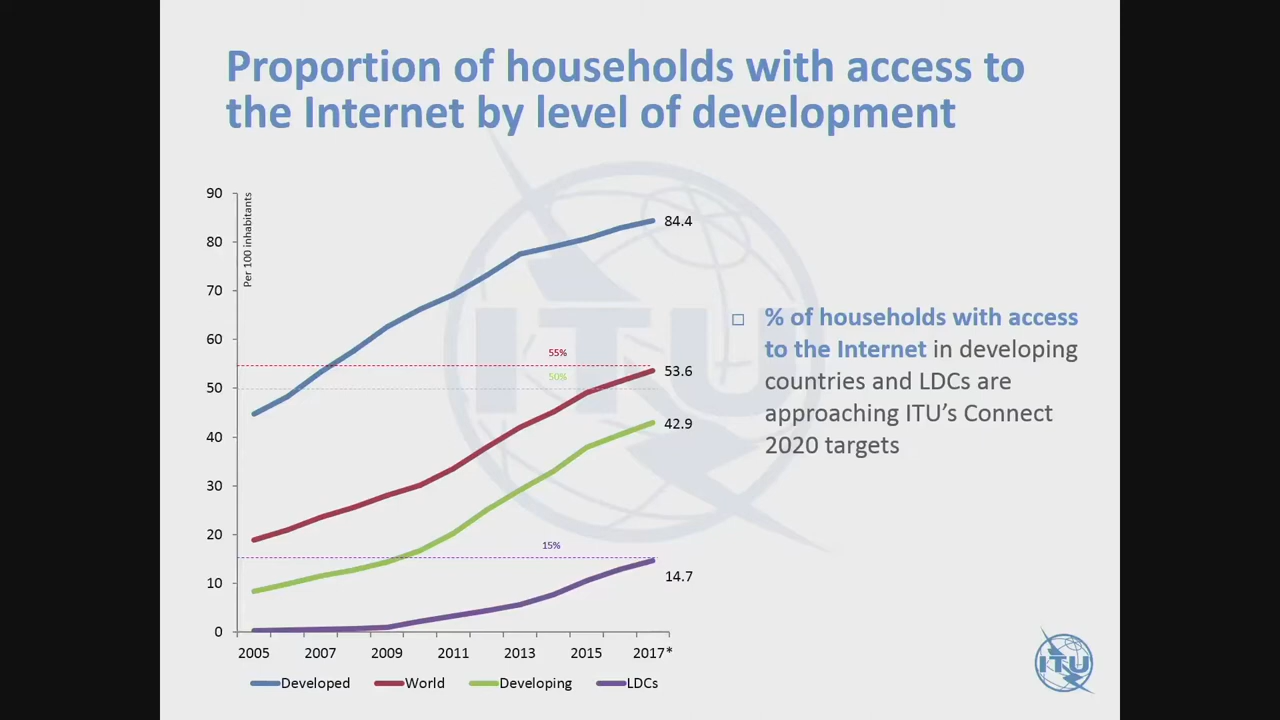 Proportion of households with access to
the Internet by level of development
90
80
70
60
50
40
30
20
10
0
Per 100 inhabitants
84.4
55%
53.6
50%
42.9
15%
14.7
2005 2007 2009 2011 2013 2015 2017*
Developed World Developing LDCs
% of households with access
to the Internet in developing
countries and LDCs are
approaching ITU’s Connect
2020 targets
ITU
ITU